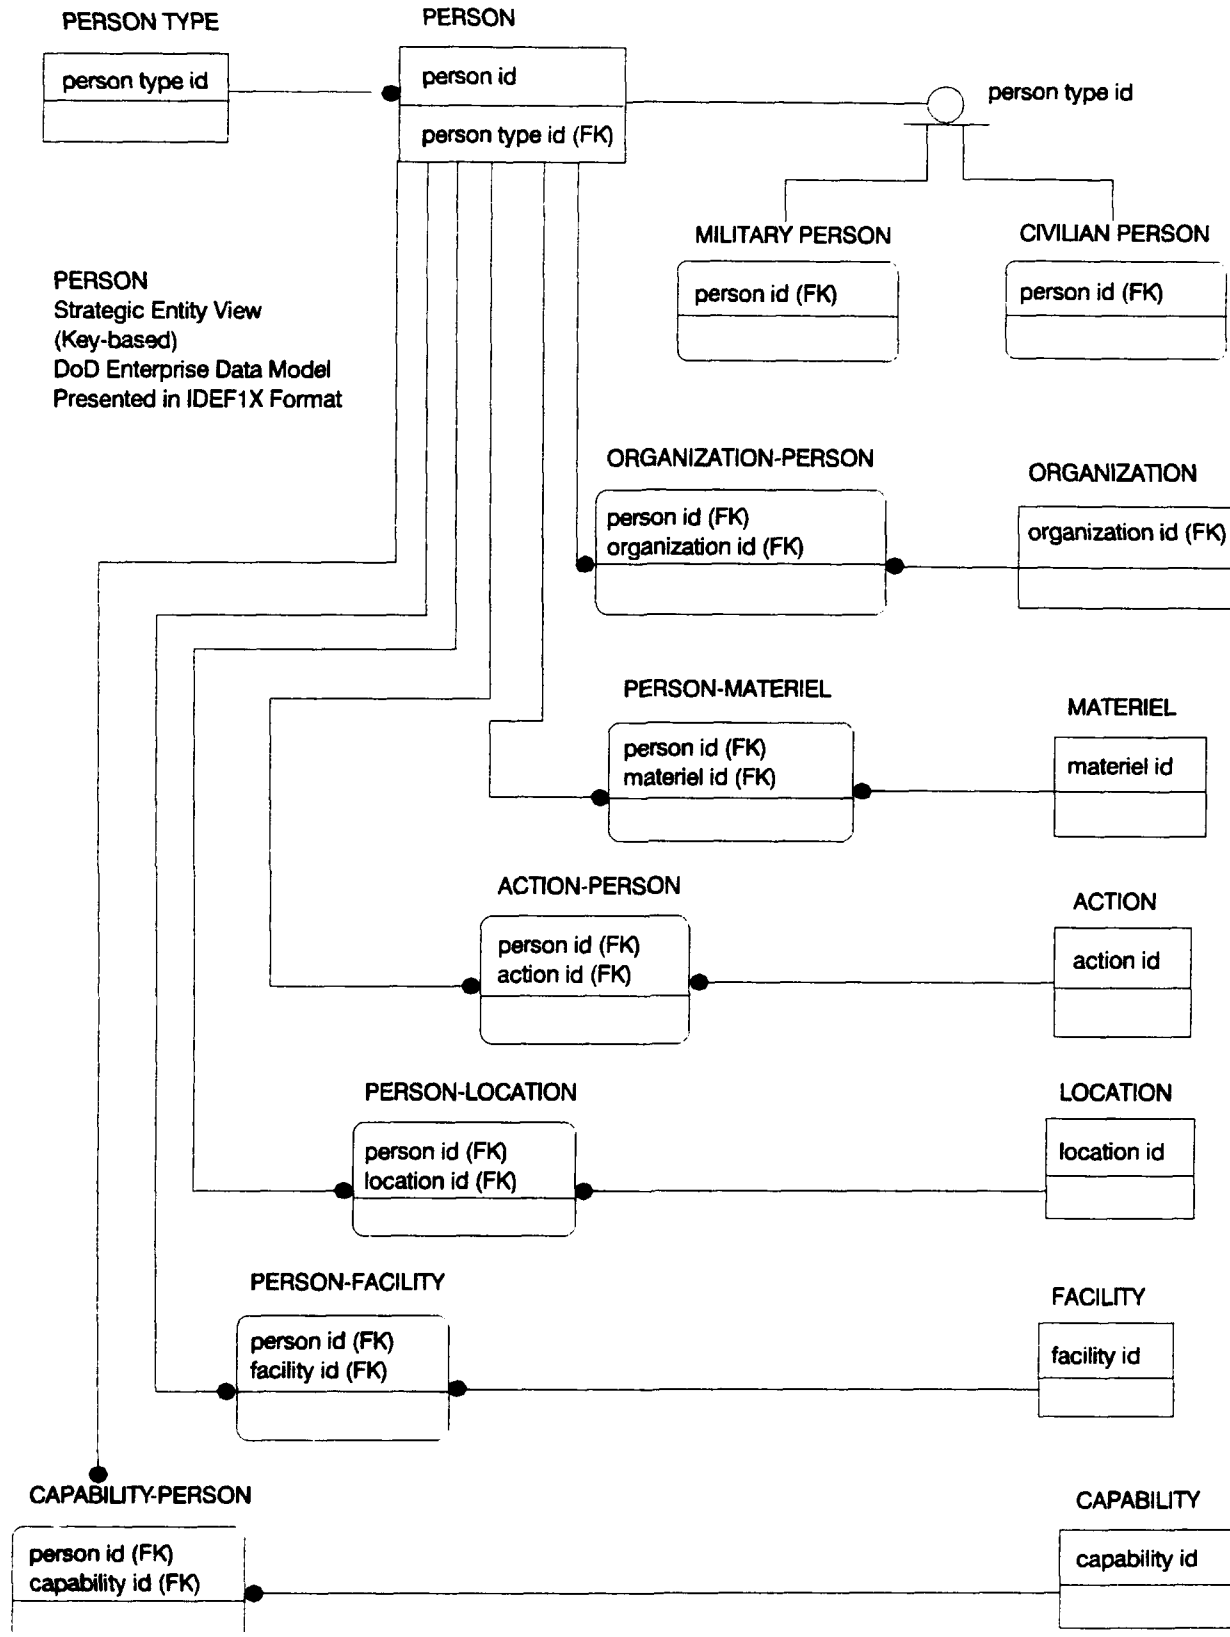 PERSON TYPE
person type id
PERSON
person id
person type id (FK)
person type id
MILITARY PERSON
person id (FK)
CIVILIAN PERSON
person id (FK)
PERSON
Strategic Entity View
(Key-based)
DoD Enterprise Data Model
Presented in IDEF1X Format
ORGANIZATION-PERSON
person id (FK)
organization id (FK)
ORGANIZATION
organization id (FK)
PERSON-MATERIEL
person id (FK)
materiel id (FK)
MATERIEL
materiel id
ACTION-PERSON
person id (FK)
action id (FK)
ACTION
action id
PERSON-LOCATION
person id (FK)
location id (FK)
LOCATION
location id
PERSON-FACILITY
person id (FK)
facility id (FK)
FACILITY
facility id
CAPABILITY-PERSON
person id (FK)
capability id (FK)
CAPABILITY
capability id